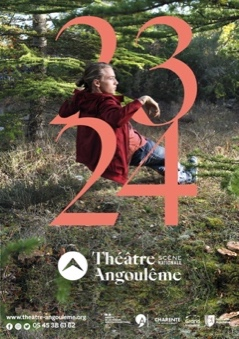 23
24
Théâtre SCÈNE NATIONALE
Angoulême
www.theatre-angouleme.org
05 45 38 61 62
CHARENTE